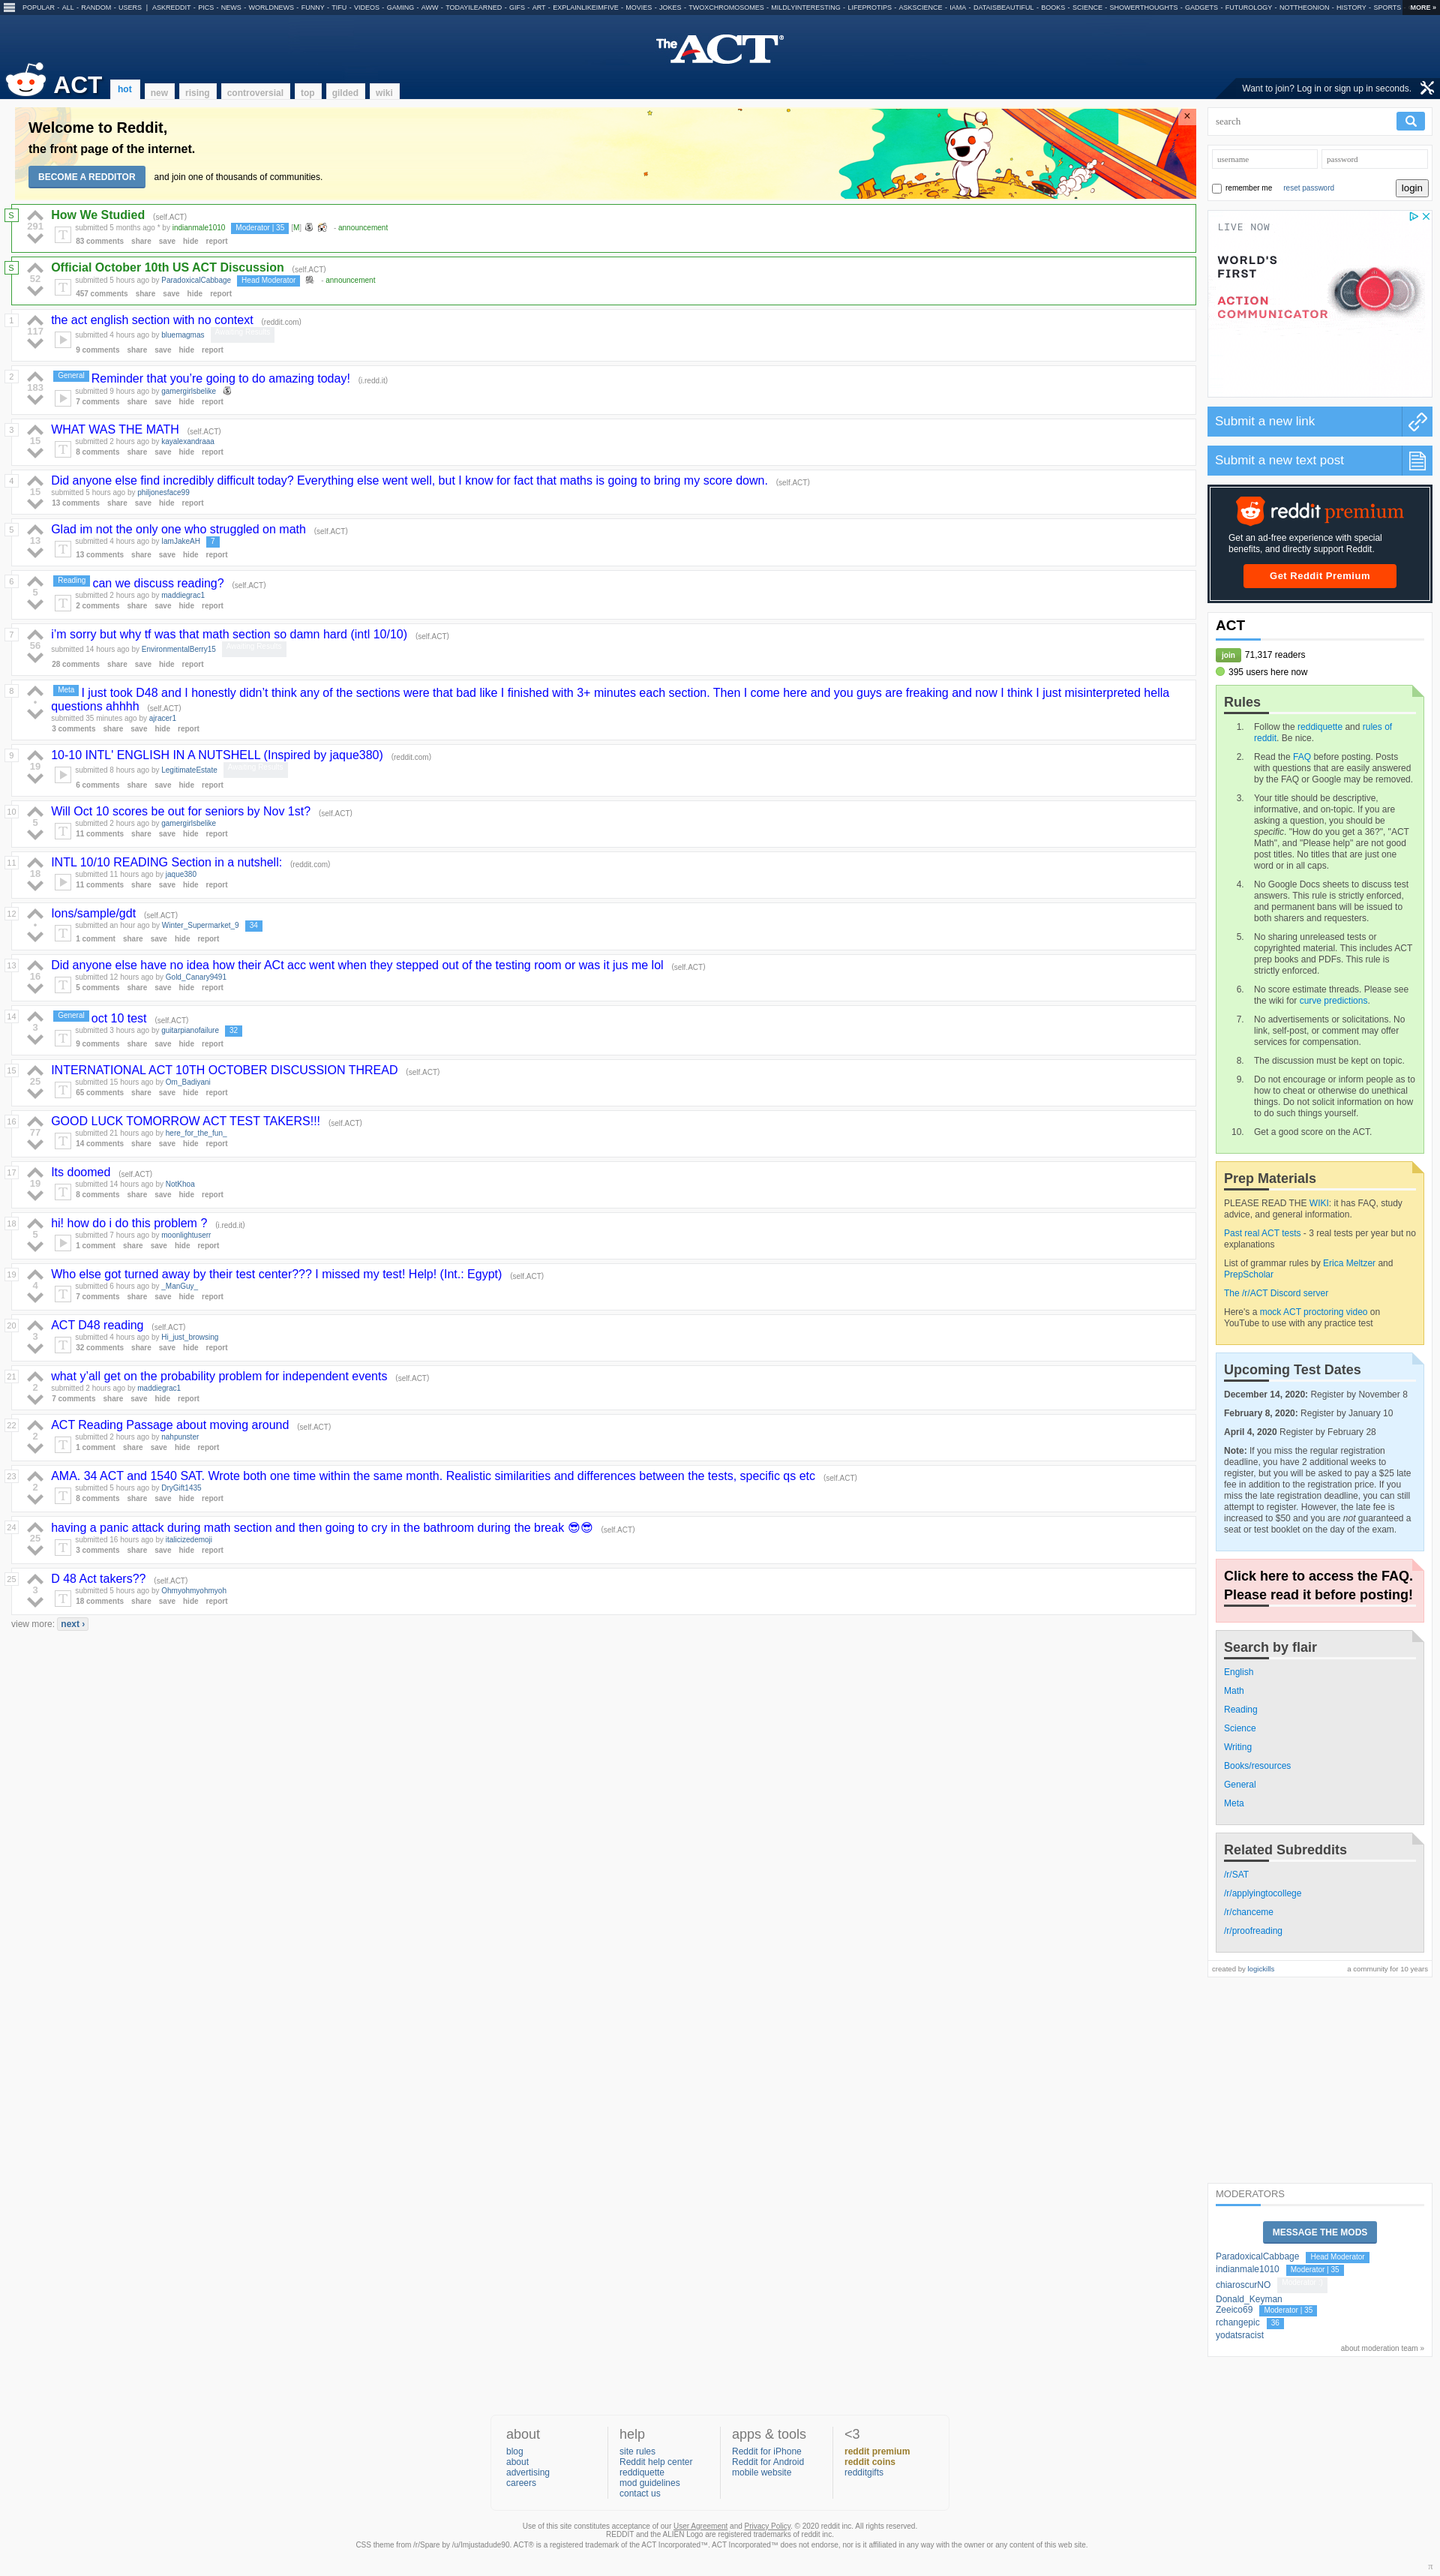 POPULAR - ALL - RANDOM - USERS | ASKREDDIT - PICS - NEWS - WORLDNEWS - FUNNY - TIFU - VIDEOS - GAMING - AWW - TODAYILEARNED - GIFS - ART - EXPLAINLIKEIMFIVE - MOVIES - JOKES - TWOXCHROMOSOMES - MILDLYINTERESTING - LIFEPROTIPS - ASKSCIENCE - IAMA - DATAISBEAUTIFUL - BOOKS - SCIENCE - SHOWERTHOUGHTS - GADGETS - FUTUROLOGY - NOTTHEONION - HISTORY - SPORTS MORE »
The ACT®
ACT hot new rising controversial top gilded wiki
Want to join? Log in or sign up in seconds.
Welcome to Reddit,
the front page of the internet.
BECOME A REDDITOR and join one of thousands of communities.
×
S
291
How We Studied (self.ACT)
submitted 5 months ago * by indianmale1010 Moderator | 35 [M] - announcement
83 comments share save hide report
S
52
Official October 10th US ACT Discussion (self.ACT)
submitted 5 hours ago by ParadoxicalCabbage Head Moderator - announcement
457 comments share save hide report
1
117
the act english section with no context (reddit.com)
submitted 4 hours ago by bluemagmas
9 comments share save hide report
2
183
General Reminder that you're going to do amazing today! (i.redd.it)
submitted 9 hours ago by gamergirlsbelike
7 comments share save hide report
3
15
WHAT WAS THE MATH (self.ACT)
submitted 2 hours ago by kayalexandraaa
8 comments share save hide report
4
15
Did anyone else find incredibly difficult today? Everything else went well, but I know for fact that maths is going to bring my score down. (self.ACT)
submitted 5 hours ago by philjonesface99
13 comments share save hide report
5
13
Glad im not the only one who struggled on math (self.ACT)
submitted 4 hours ago by IamJakeAH 7
13 comments share save hide report
6
5
Reading can we discuss reading? (self.ACT)
submitted 2 hours ago by maddiegrac1
2 comments share save hide report
7
56
i'm sorry but why tf was that math section so damn hard (intl 10/10) (self.ACT)
submitted 14 hours ago by EnvironmentalBerry15
28 comments share save hide report
8
•
Meta I just took D48 and I honestly didn't think any of the sections were that bad like I finished with 3+ minutes each section. Then I come here and you guys are freaking and now I think I just misinterpreted hella
questions ahhhh (self.ACT)
submitted 35 minutes ago by ajracer1
3 comments share save hide report
9
19
10-10 INTL' ENGLISH IN A NUTSHELL (Inspired by jaque380) (reddit.com)
submitted 8 hours ago by LegitimateEstate
6 comments share save hide report
10
5
Will Oct 10 scores be out for seniors by Nov 1st? (self.ACT)
submitted 2 hours ago by gamergirlsbelike
11 comments share save hide report
11
18
INTL 10/10 READING Section in a nutshell: (reddit.com)
submitted 11 hours ago by jaque380
11 comments share save hide report
12
•
Ions/sample/gdt (self.ACT)
submitted an hour ago by Winter_Supermarket_9 34
1 comment share save hide report
13
16
Did anyone else have no idea how their ACt acc went when they stepped out of the testing room or was it jus me lol (self.ACT)
submitted 12 hours ago by Gold_Canary9491
5 comments share save hide report
14
3
General oct 10 test (self.ACT)
submitted 3 hours ago by guitarpianofailure 32
9 comments share save hide report
15
25
INTERNATIONAL ACT 10TH OCTOBER DISCUSSION THREAD (self.ACT)
submitted 15 hours ago by Om_Badiyani
65 comments share save hide report
16
77
GOOD LUCK TOMORROW ACT TEST TAKERS!!! (self.ACT)
submitted 21 hours ago by here_for_the_fun_
14 comments share save hide report
17
19
Its doomed (self.ACT)
submitted 14 hours ago by NotKhoa
8 comments share save hide report
18
5
hi! how do i do this problem ? (i.redd.it)
submitted 7 hours ago by moonlightuserr
1 comment share save hide report
19
4
Who else got turned away by their test center??? I missed my test! Help! (Int.: Egypt) (self.ACT)
submitted 6 hours ago by _ManGuy_
7 comments share save hide report
20
3
ACT D48 reading (self.ACT)
submitted 4 hours ago by Hi_just_browsing
32 comments share save hide report
21
2
what y'all get on the probability problem for independent events (self.ACT)
submitted 2 hours ago by maddiegrac1
7 comments share save hide report
22
2
ACT Reading Passage about moving around (self.ACT)
submitted 2 hours ago by nahpunster
1 comment share save hide report
23
2
AMA. 34 ACT and 1540 SAT. Wrote both one time within the same month. Realistic similarities and differences between the tests, specific qs etc (self.ACT)
submitted 5 hours ago by DryGift1435
8 comments share save hide report
24
25
having a panic attack during math section and then going to cry in the bathroom during the break 😎😎 (self.ACT)
submitted 16 hours ago by italicizedemoji
3 comments share save hide report
25
3
D 48 Act takers?? (self.ACT)
submitted 5 hours ago by Ohmyohmyohmyoh
18 comments share save hide report
view more: next ›
search
username password
remember me reset password login
LIVE NOW
WORLD'S
FIRST
ACTION
COMMUNICATOR
Submit a new link
Submit a new text post
reddit premium
Get an ad-free experience with special
benefits, and directly support Reddit.
Get Reddit Premium
ACT
join 71,317 readers
395 users here now
Rules
1. Follow the reddiquette and rules of
reddit. Be nice.
2. Read the FAQ before posting. Posts
with questions that are easily answered
by the FAQ or Google may be removed.
3. Your title should be descriptive,
informative, and on-topic. If you are
asking a question, you should be
specific. "How do you get a 36?", "ACT
Math", and "Please help" are not good
post titles. No titles that are just one
word or in all caps.
4. No Google Docs sheets to discuss test
answers. This rule is strictly enforced,
and permanent bans will be issued to
both sharers and requesters.
5. No sharing unreleased tests or
copyrighted material. This includes ACT
prep books and PDFs. This rule is
strictly enforced.
6. No score estimate threads. Please see
the wiki for curve predictions.
7. No advertisements or solicitations. No
link, self-post, or comment may offer
services for compensation.
8. The discussion must be kept on topic.
9. Do not encourage or inform people as to
how to cheat or otherwise do unethical
things. Do not solicit information on how
to do such things yourself.
10. Get a good score on the ACT.
Prep Materials
PLEASE READ THE WIKI: it has FAQ, study
advice, and general information.
Past real ACT tests - 3 real tests per year but no
explanations
List of grammar rules by Erica Meltzer and
PrepScholar
The /r/ACT Discord server
Here's a mock ACT proctoring video on
YouTube to use with any practice test
Upcoming Test Dates
December 14, 2020: Register by November 8
February 8, 2020: Register by January 10
April 4, 2020 Register by February 28
Note: If you miss the regular registration
deadline, you have 2 additional weeks to
register, but you will be asked to pay a $25 late
fee in addition to the registration price. If you
miss the late registration deadline, you can still
attempt to register. However, the late fee is
increased to $50 and you are not guaranteed a
seat or test booklet on the day of the exam.
Click here to access the FAQ.
Please read it before posting!
Search by flair
English
Math
Reading
Science
Writing
Books/resources
General
Meta
Related Subreddits
/r/SAT
/r/applyingtocollege
/r/chanceme
/r/proofreading
created by logickills a community for 10 years
MODERATORS
MESSAGE THE MODS
ParadoxicalCabbage Head Moderator
indianmale1010 Moderator | 35
chiaroscurNO
Donald_Keyman
Zeeico69 Moderator | 35
rchangepic 36
yodatsracist
about moderation team »
about
blog
about
advertising
careers
help
site rules
Reddit help center
reddiquette
mod guidelines
contact us
apps & tools
Reddit for iPhone
Reddit for Android
mobile website
<3
reddit premium
reddit coins
redditgifts
Use of this site constitutes acceptance of our User Agreement and Privacy Policy. © 2020 reddit inc. All rights reserved.
REDDIT and the ALIEN Logo are registered trademarks of reddit inc.
CSS theme from /r/Spare by /u/Imjustadude90. ACT® is a registered trademark of the ACT Incorporated™. ACT Incorporated™ does not endorse, nor is it affiliated in any way with the owner or any content of this web site.
π